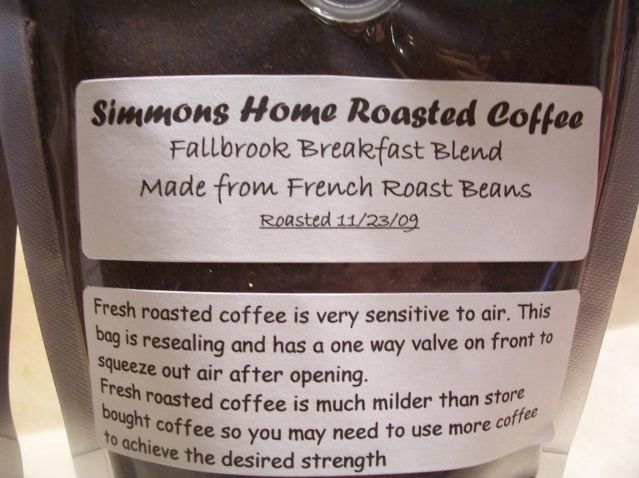 Simmons Home Roasted Coffee
Fallbrook Breakfast Blend
Made from French Roast Beans
Roasted 11/23/09
Fresh roasted coffee is very sensitive to air. This
bag is resealing and has a one way valve on front to
squeeze out air after opening.
Fresh roasted coffee is much milder than store
bought coffee so you may need to use more coffee
to achieve the desired strength